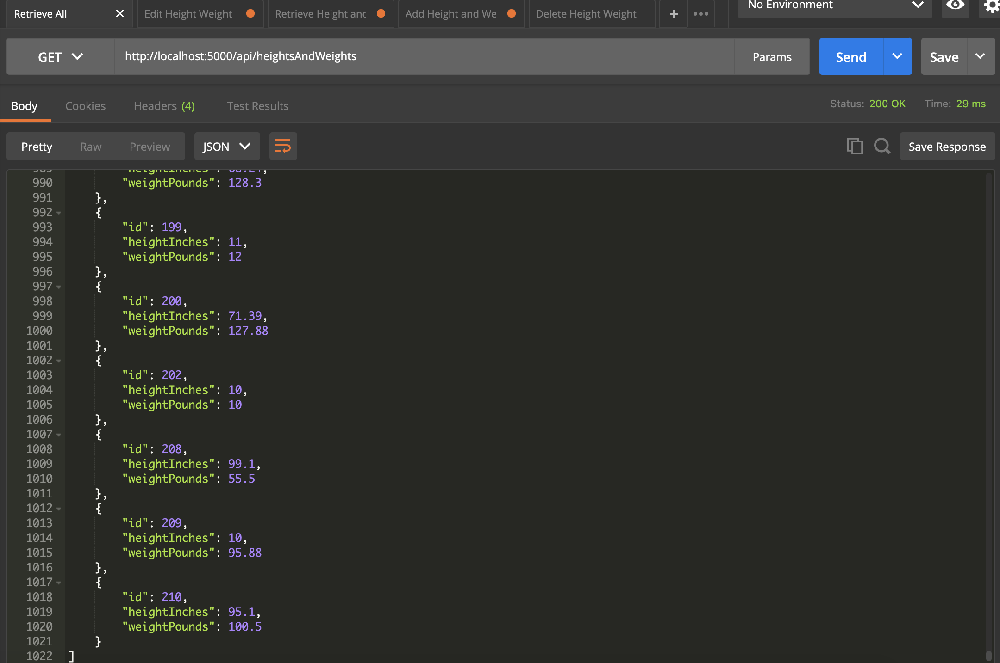 Retrieve All
Edit Height Weight
Retrieve Height and
Add Height and We
Delete Height Weight
No Environment
GET
http://localhost:5000/api/heightsAndWeights
Params
Send
Save
Body Cookies Headers (4) Test Results
Status: 200 OK Time: 29 ms
Pretty Raw Preview
JSON
Save Response
990 "weightPounds": 128.3
991 },
992 {
993 "id": 199,
994 "heightInches": 11,
995 "weightPounds": 12
996 },
997 {
998 "id": 200,
999 "heightInches": 71.39,
1000 "weightPounds": 127.88
1001 },
1002 {
1003 "id": 202,
1004 "heightInches": 10,
1005 "weightPounds": 10
1006 },
1007 {
1008 "id": 208,
1009 "heightInches": 99.1,
1010 "weightPounds": 55.5
1011 },
1012 {
1013 "id": 209,
1014 "heightInches": 10,
1015 "weightPounds": 95.88
1016 },
1017 {
1018 "id": 210,
1019 "heightInches": 95.1,
1020 "weightPounds": 100.5
1021 }
1022 ]